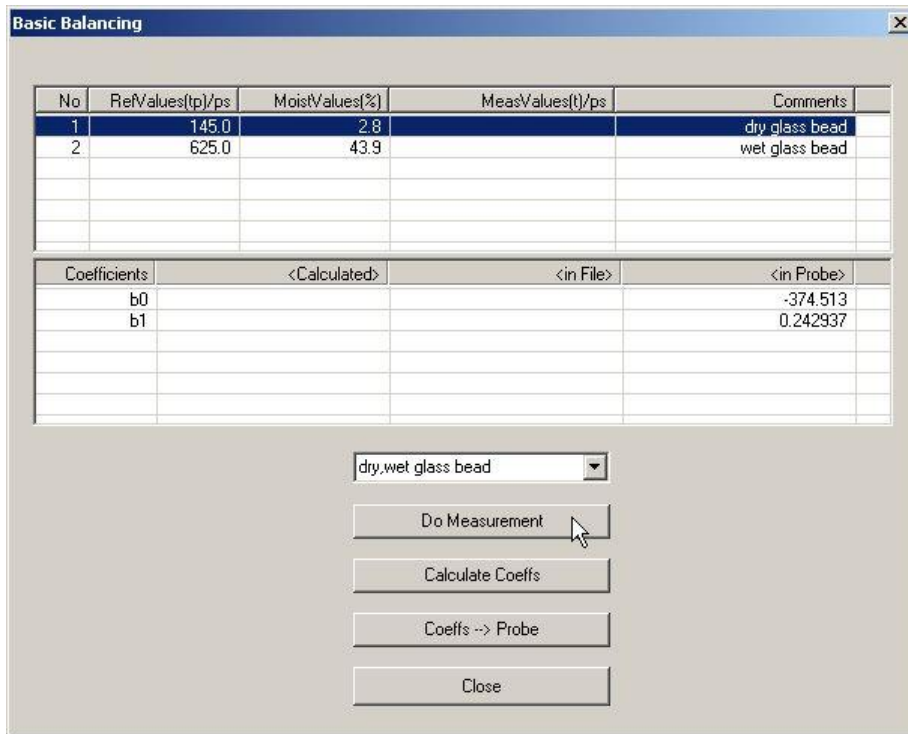 Basic Balancing
No RefValues(tp)/ps MoistValues(%) MeasValues(t)/ps Comments
1 145.0 2.8 dry glass bead
2 625.0 43.9 wet glass bead
Coefficients <Calculated> <in File> <in Probe>
b0 -374.513
b1 0.242937
dry,wet glass bead
Do Measurement
Calculate Coeffs
Coeffs --> Probe
Close